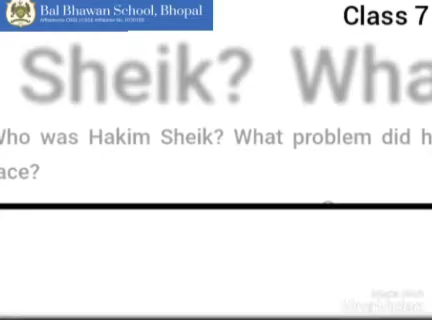 Bal Bhawan School, Bhopal
Class 7
Sheik? Wha
Who was Hakim Sheik? What problem did h
ace?